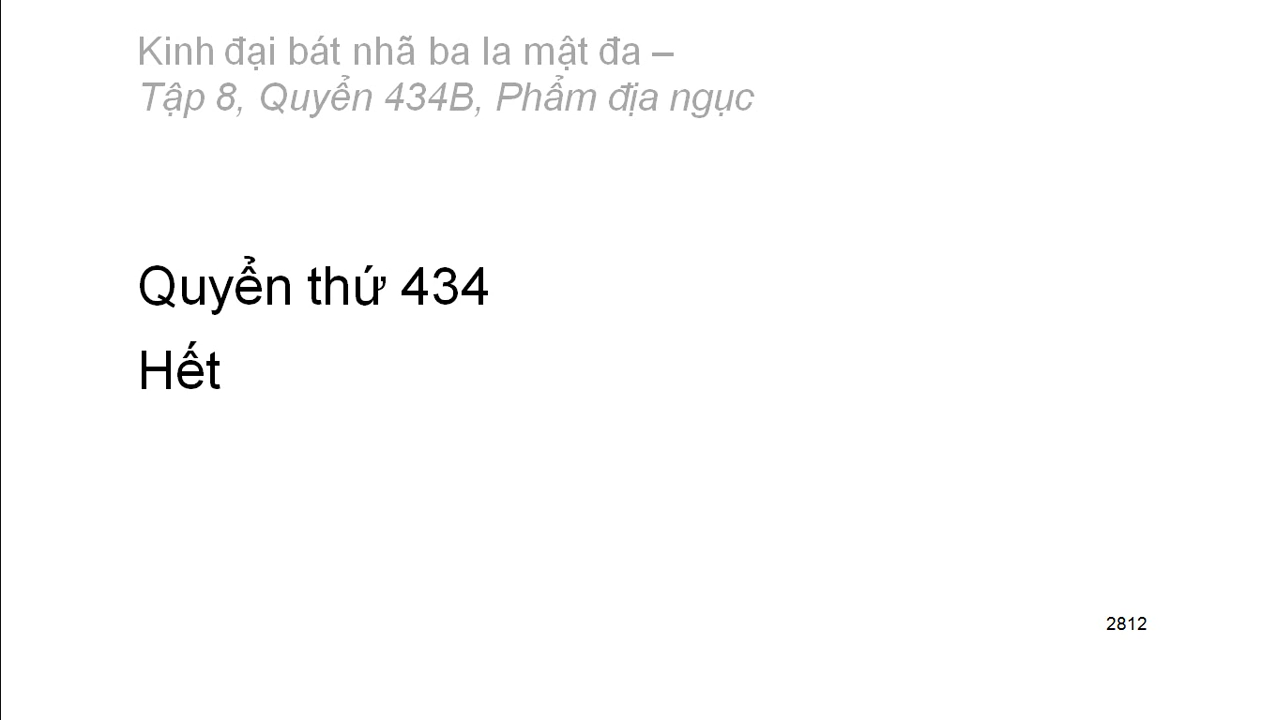 Kinh đại bát nhã ba la mật đa –
Tập 8, Quyển 434B, Phẩm địa ngục
Quyển thứ 434
Hết
2812